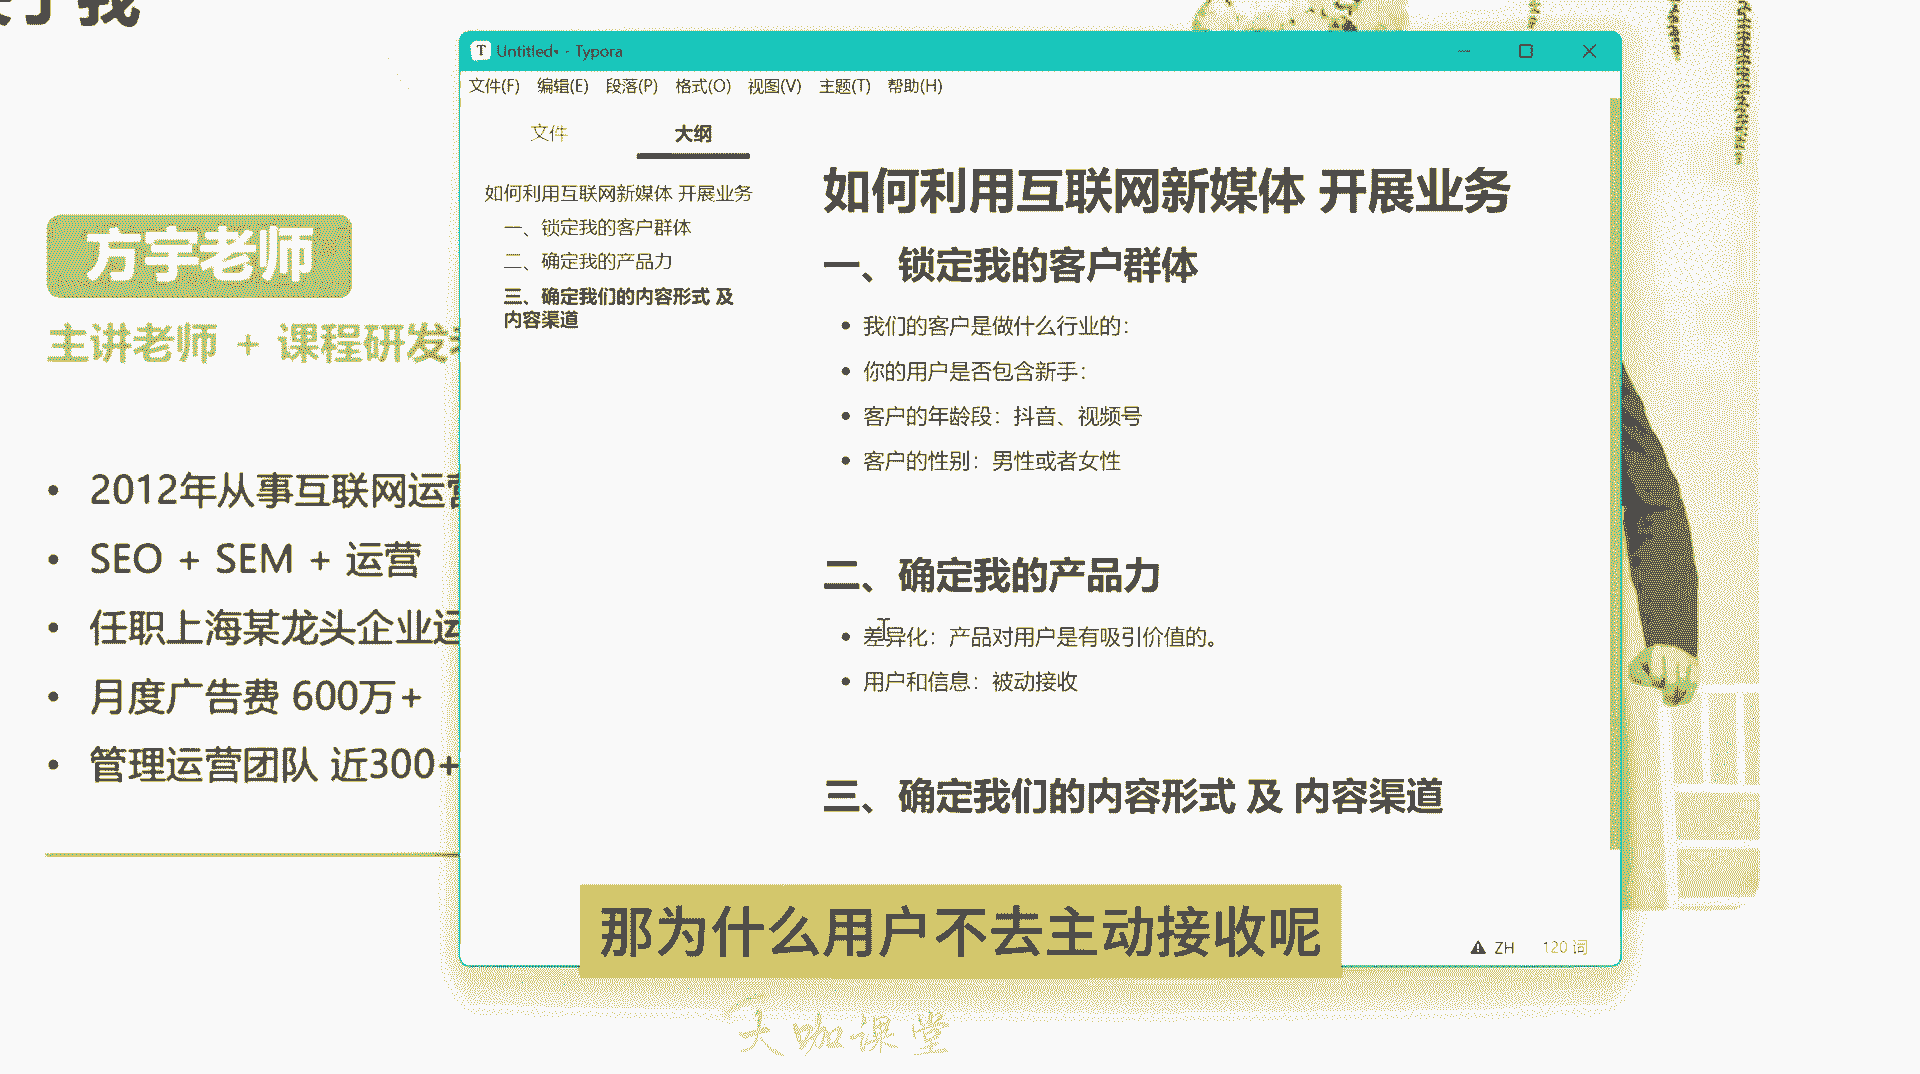 我
方宇老师
主讲老师 + 课程研发
2012年从事互联网运营
SEO + SEM + 运营
任职上海某龙头企业运
月度广告费 600万+
管理运营团队 近300+
Untitled• - Typora
文件(F) 编辑(E) 段落(P) 格式(O) 视图(V) 主题(T) 帮助(H)
文件 大纲
如何利用互联网新媒体 开展业务
一、锁定我的客户群体
二、确定我的产品力
三、确定我们的内容形式 及
内容渠道
如何利用互联网新媒体 开展业务
一、锁定我的客户群体
我们的客户是做什么行业的：
你的用户是否包含新手：
客户的年龄段：抖音、视频号
客户的性别：男性或者女性
二、确定我的产品力
差异化：产品对用户是有吸引价值的。
用户和信息：被动接收
三、确定我们的内容形式 及 内容渠道
那为什么用户不去主动接收呢
ZH 120 词
大咖课堂